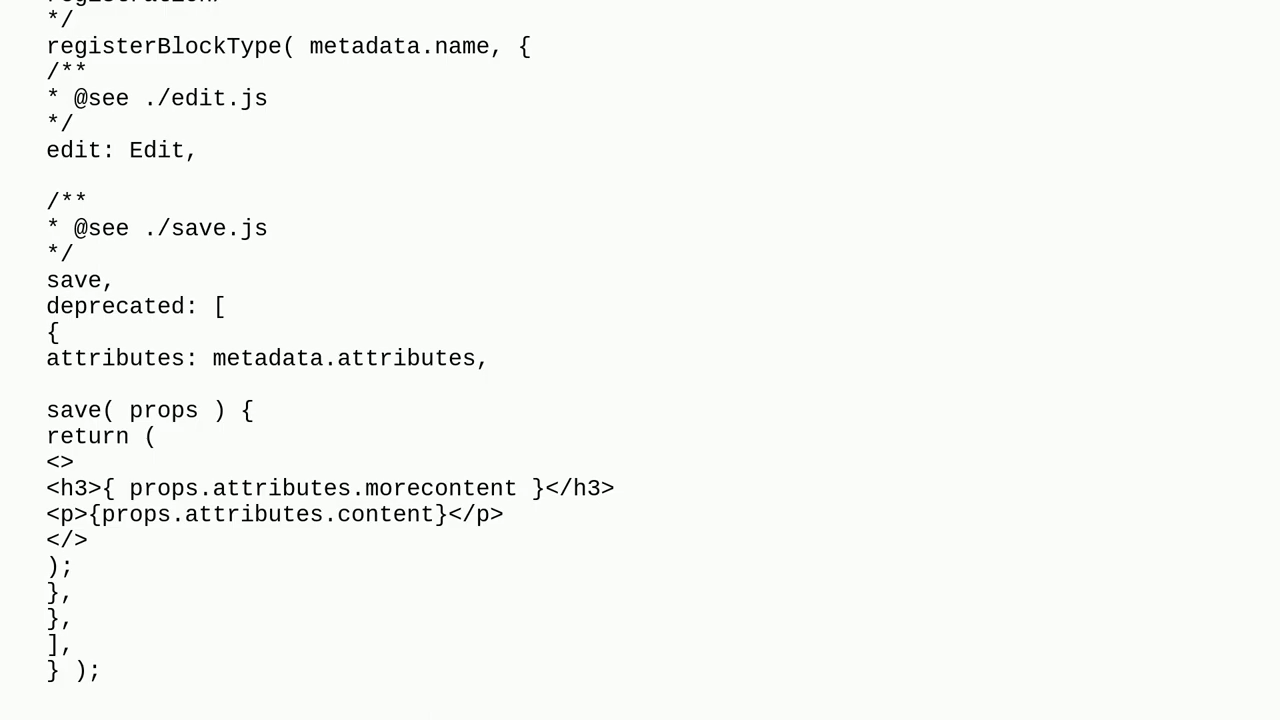 */
registerBlockType( metadata.name, {
/**
* @see ./edit.js
*/
edit: Edit,
/**
* @see ./save.js
*/
save,
deprecated: [
{
attributes: metadata.attributes,
save( props ) {
return (
<>
<h3>{ props.attributes.morecontent }</h3>
<p>{props.attributes.content}</p>
</>
);
},
},
],
} );